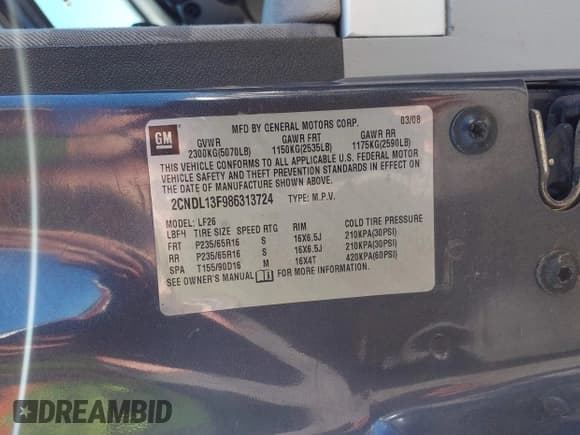 GM
MFD BY GENERAL MOTORS CORP. 03/08
GVWR GAWR FRT GAWR RR
2300KG(5070LB) 1150KG(2535LB) 1175KG(2590LB)
THIS VEHICLE CONFORMS TO ALL APPLICABLE U.S. FEDERAL MOTOR
VEHICLE SAFETY AND THEFT PREVENTION STANDARDS IN EFFECT ON
THE DATE OF MANUFACTURE SHOWN ABOVE.
2CNDL13F986313724 TYPE: M.P.V.
MODEL: LF26
LBF4 TIRE SIZE SPEED RTG RIM COLD TIRE PRESSURE
FRT P235/65R16 S 16X6.5J 210KPA(30PSI)
RR P235/65R16 S 16X6.5J 210KPA(30PSI)
SPA T155/90D16 M 16X4T 420KPA(60PSI)
SEE OWNER'S MANUAL FOR MORE INFORMATION.
DREAMBID